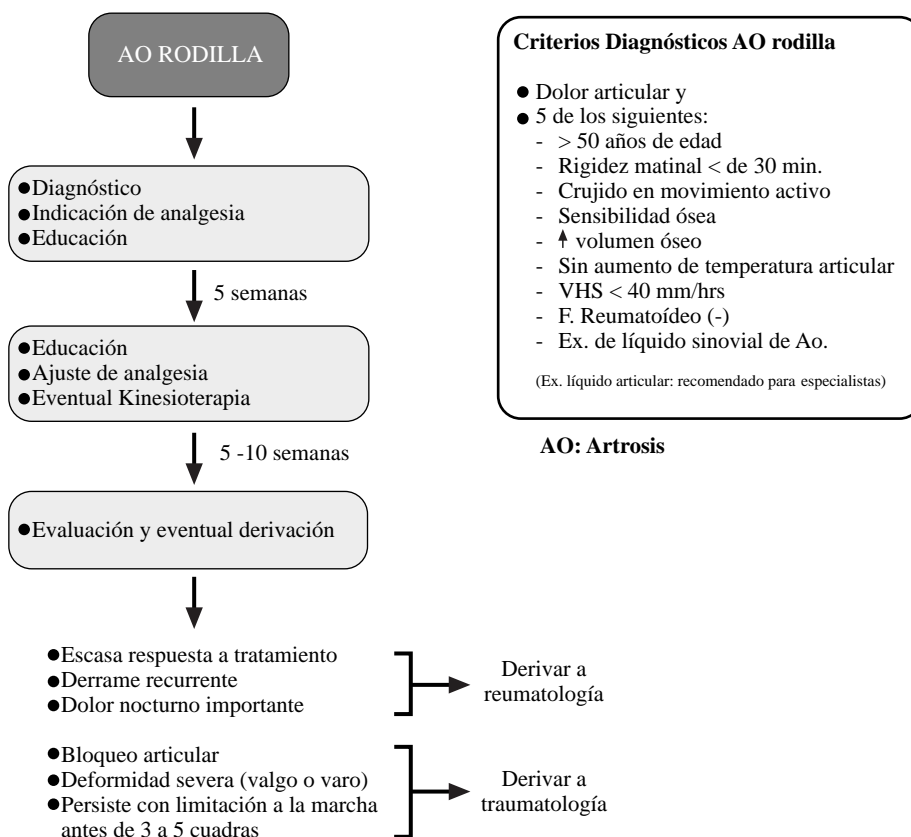 AO RODILLA
●Diagnóstico
●Indicación de analgesia
●Educación
5 semanas
●Educación
●Ajuste de analgesia
●Eventual Kinesioterapia
5 -10 semanas
●Evaluación y eventual derivación
●Escasa respuesta a tratamiento
●Derrame recurrente
●Dolor nocturno importante
Derivar a
reumatología
●Bloqueo articular
●Deformidad severa (valgo o varo)
●Persiste con limitación a la marcha
antes de 3 a 5 cuadras
Derivar a
traumatología
Criterios Diagnósticos AO rodilla
● Dolor articular y
● 5 de los siguientes:
- > 50 años de edad
- Rigidez matinal < de 30 min.
- Crujido en movimiento activo
- Sensibilidad ósea
- ↑ volumen óseo
- Sin aumento de temperatura articular
- VHS < 40 mm/hrs
- F. Reumatoídeo (-)
- Ex. de líquido sinovial de Ao.
(Ex. líquido articular: recomendado para especialistas)
AO: Artrosis